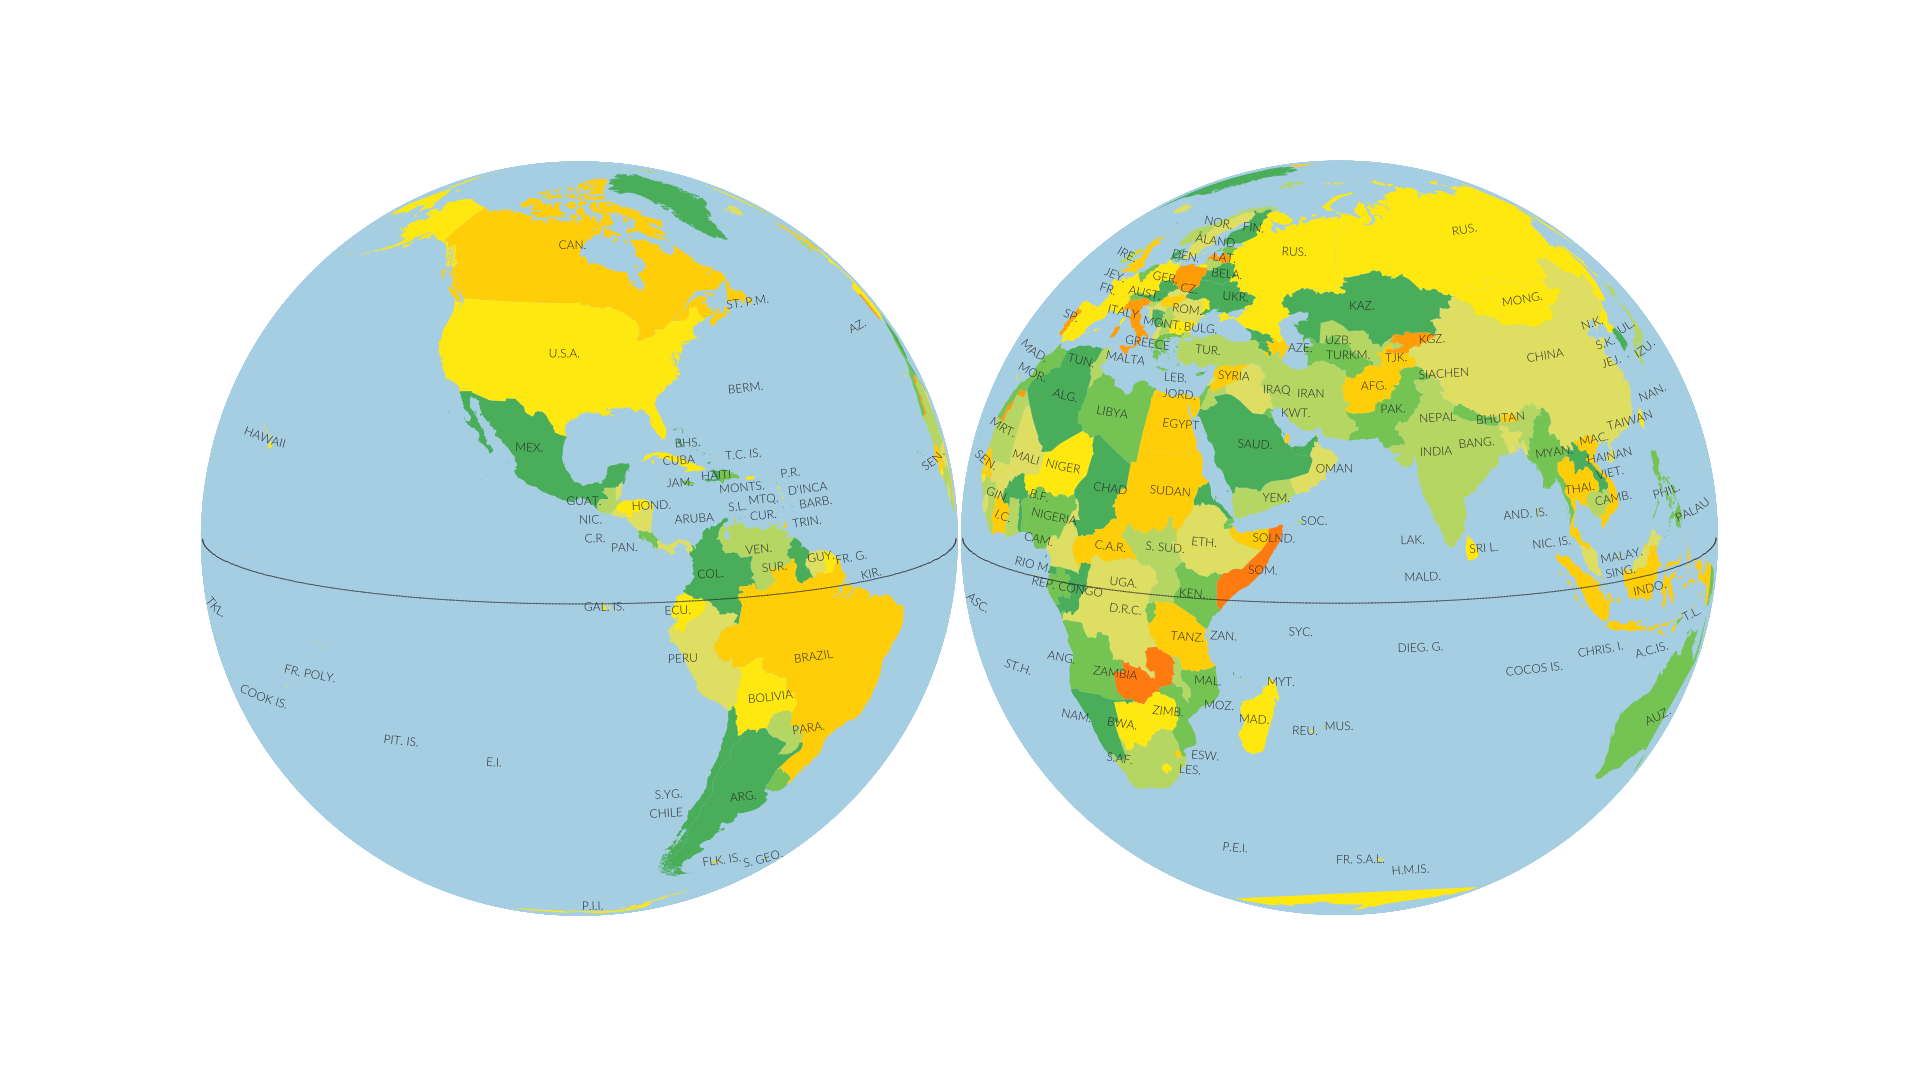 CAN.
ST. P.M.
AZ.
U.S.A.
BERM.
HAWAII
MEX.
BHS.
CUBA
T.C. IS.
HAITI
P.R.
JAM.
MONTS.
D'INCA
GUAT.
HOND.
S.L.
MTQ.
BARB.
SEN.
NIC.
ARUBA
CUR.
TRIN.
C.R.
PAN.
VEN.
GUY.
FR. G.
COL.
SUR.
KIR.
TKL.
GAL. IS.
ECU.
PERU
BRAZIL
FR. POLY.
COOK IS.
BOLIVIA
PARA.
PIT. IS.
E.I.
S.YG.
CHILE
ARG.
FLK. IS.
S. GEO.
P.I.I.
NOR.
FIN.
RUS.
RUS.
ÅLAND
IRE.
DEN.
LAT.
JEY.
GER.
BELA.
FR.
AUST.
CZ.
UKR.
KAZ.
MONG.
SP.
ITALY
ROM.
MONT.
BULG.
N.K.
UL.
GREECE
UZB.
KGZ.
S.K.
IZU.
MAD.
TUN.
MALTA
TUR.
AZE.
TURKM.
TJK.
CHINA
JEJ.
MOR.
LEB.
SYRIA
SIACHEN
ALG.
JORD.
IRAQ
IRAN
AFG.
NAN.
LIBYA
EGYPT
KWT.
PAK.
NEPAL
BHUTAN
TAIWAN
MRT.
SAUD.
INDIA
BANG.
MYAN.
MAC.
HAINAN
SEN.
MALI
NIGER
OMAN
VIET.
GIN.
B.F.
CHAD
SUDAN
YEM.
THAI.
CAMB.
PHIL.
PALAU
I.C.
NIGERIA
SOC.
AND. IS.
CAM.
C.A.R.
S. SUD.
ETH.
SOLND.
LAK.
SRI L.
NIC. IS.
RIO M.
MALAY.
REP. CONGO
UGA.
KEN.
SOM.
MALD.
SING.
INDO.
ASC.
D.R.C.
T.L.
TANZ.
ZAN.
SYC.
DIEG. G.
CHRIS. I.
A.C.IS.
ST.H.
ANG.
ZAMBIA
MAL.
MYT.
COCOS IS.
NAM.
BWA.
ZIMB.
MOZ.
MAD.
REU.
MUS.
AUZ.
S.AF.
ESW.
LES.
P.E.I.
FR. S.A.L.
H.M.IS.